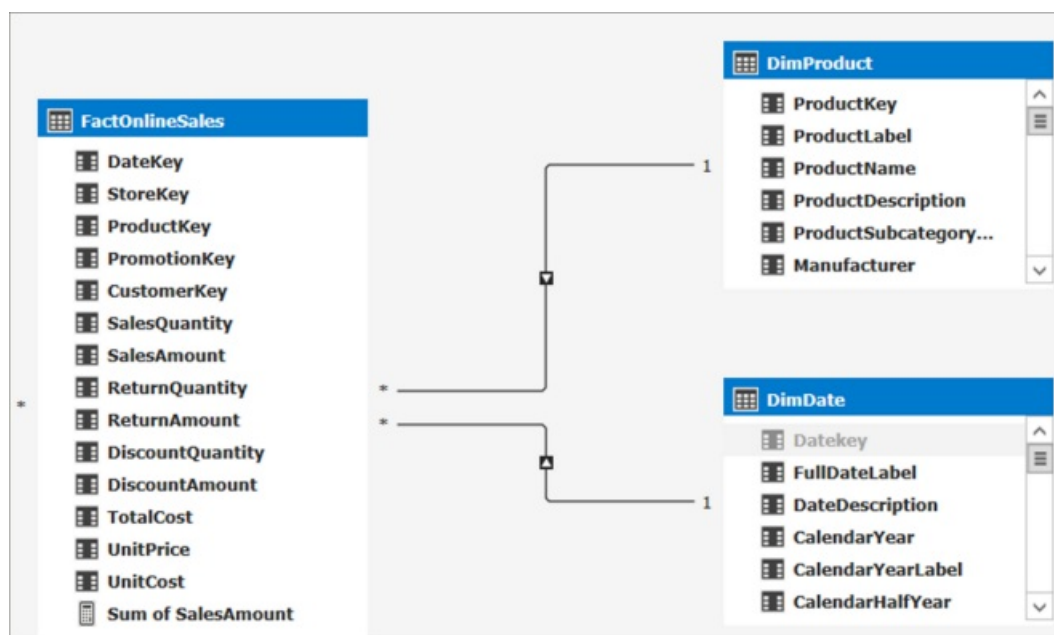 FactOnlineSales
DateKey
StoreKey
ProductKey
PromotionKey
CustomerKey
SalesQuantity
SalesAmount
ReturnQuantity
ReturnAmount
DiscountQuantity
DiscountAmount
TotalCost
UnitPrice
UnitCost
Sum of SalesAmount
*
*
*
1
1
DimProduct
ProductKey
ProductLabel
ProductName
ProductDescription
ProductSubcategory...
Manufacturer
DimDate
Datekey
FullDateLabel
DateDescription
CalendarYear
CalendarYearLabel
CalendarHalfYear